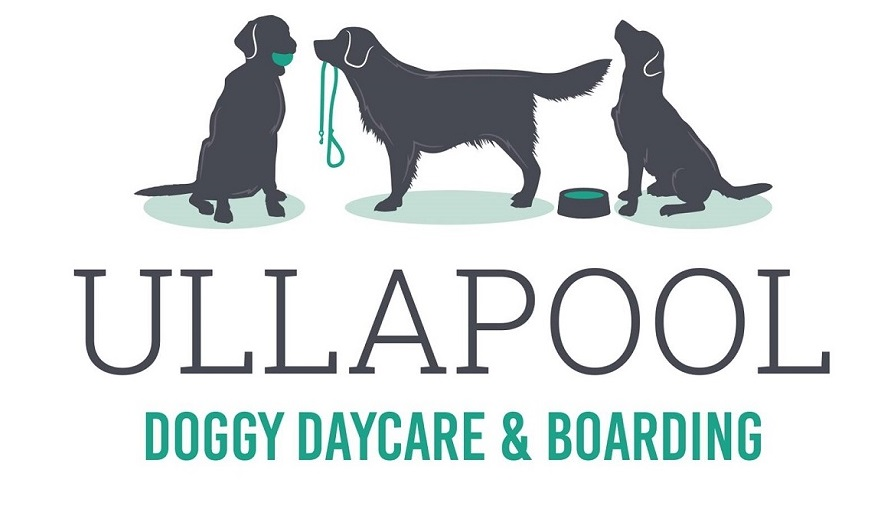 ULLAPOOL
DOGGY DAYCARE & BOARDING